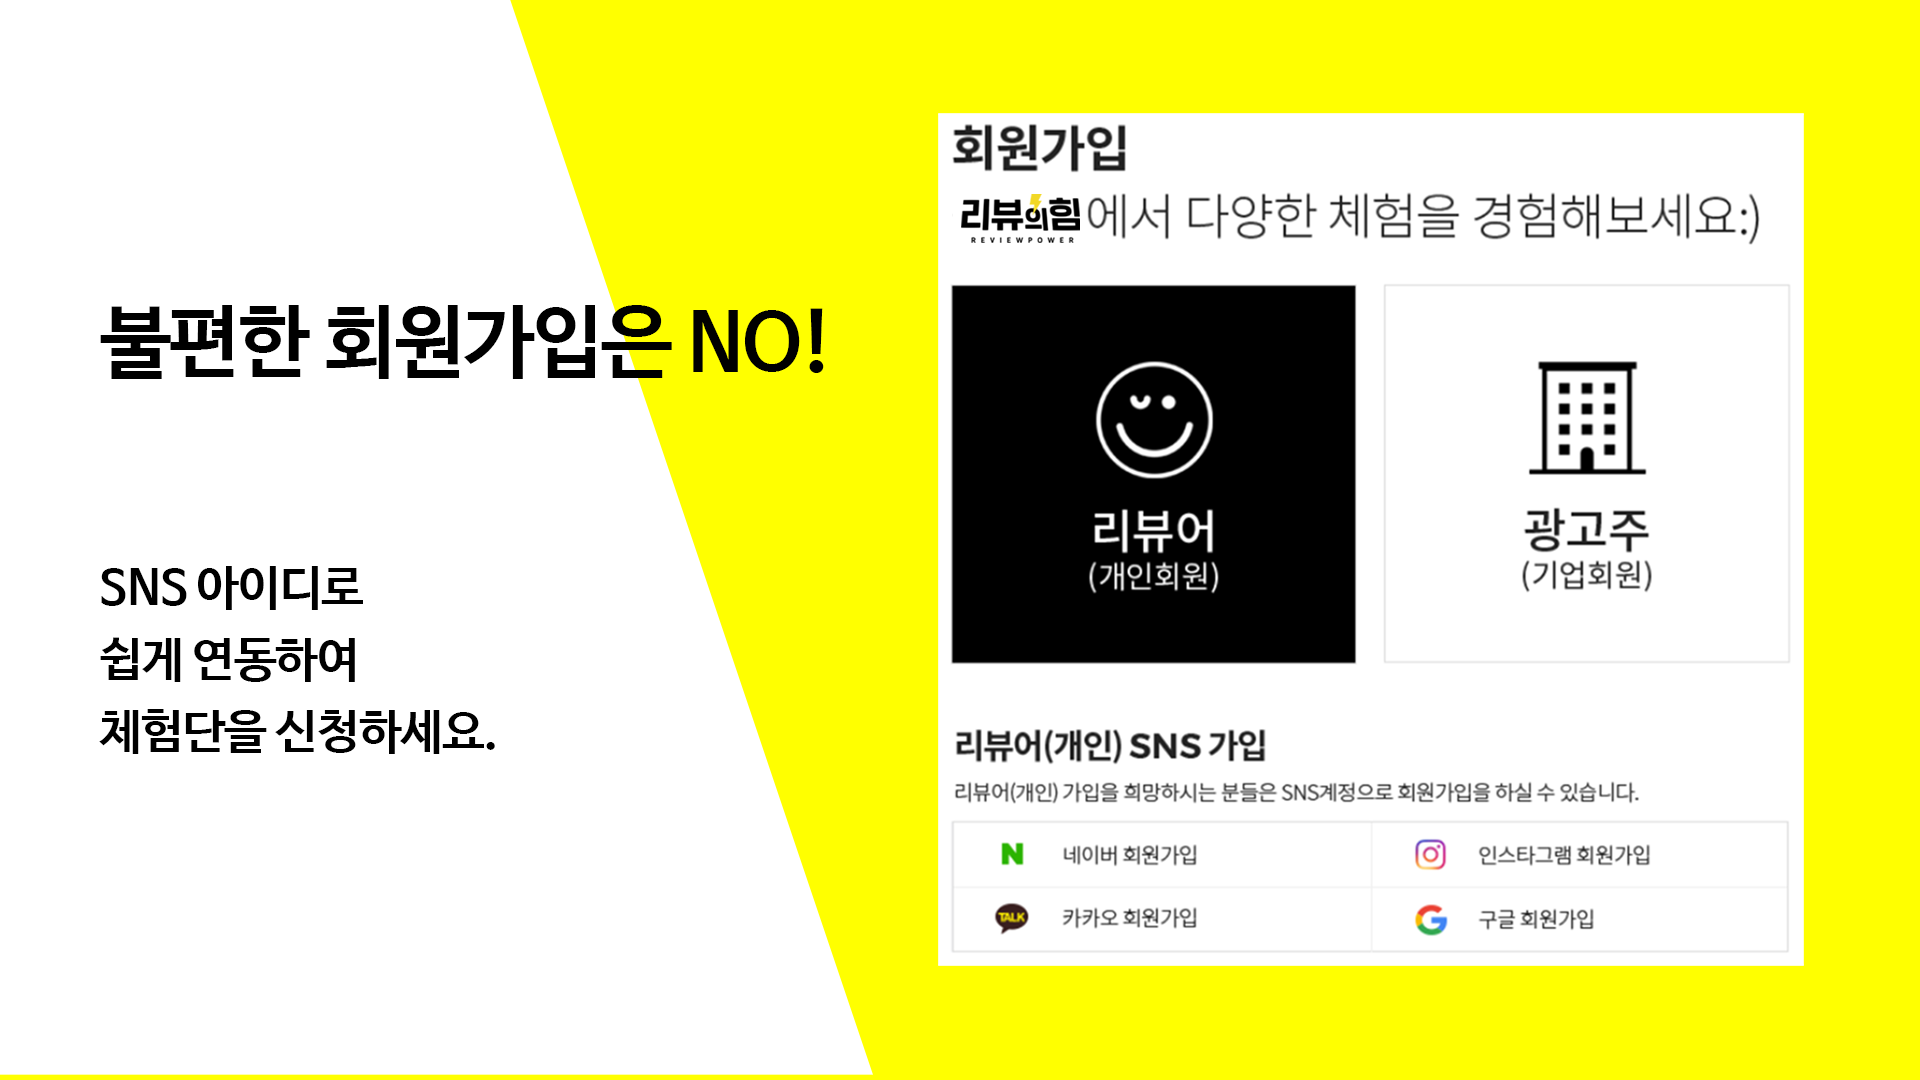 불편한 회원가입은 NO!
SNS 아이디로
쉽게 연동하여
체험단을 신청하세요.
회원가입
리뷰의힘에서 다양한 체험을 경험해보세요:)
REVIEWPOWER
리뷰어
(개인회원)
광고주
(기업회원)
리뷰어(개인) SNS 가입
리뷰어(개인) 가입을 희망하시는 분들은 SNS계정으로 회원가입을 하실 수 있습니다.
N 네이버 회원가입
인스타그램 회원가입
TALK 카카오 회원가입
G 구글 회원가입